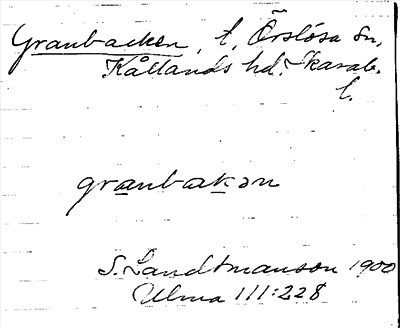 Granbacken, t, Örslösa sn,
Kållands hd. Skarab.
l.
granbakən
S. Landtmanson 1900
Ulma 111:228